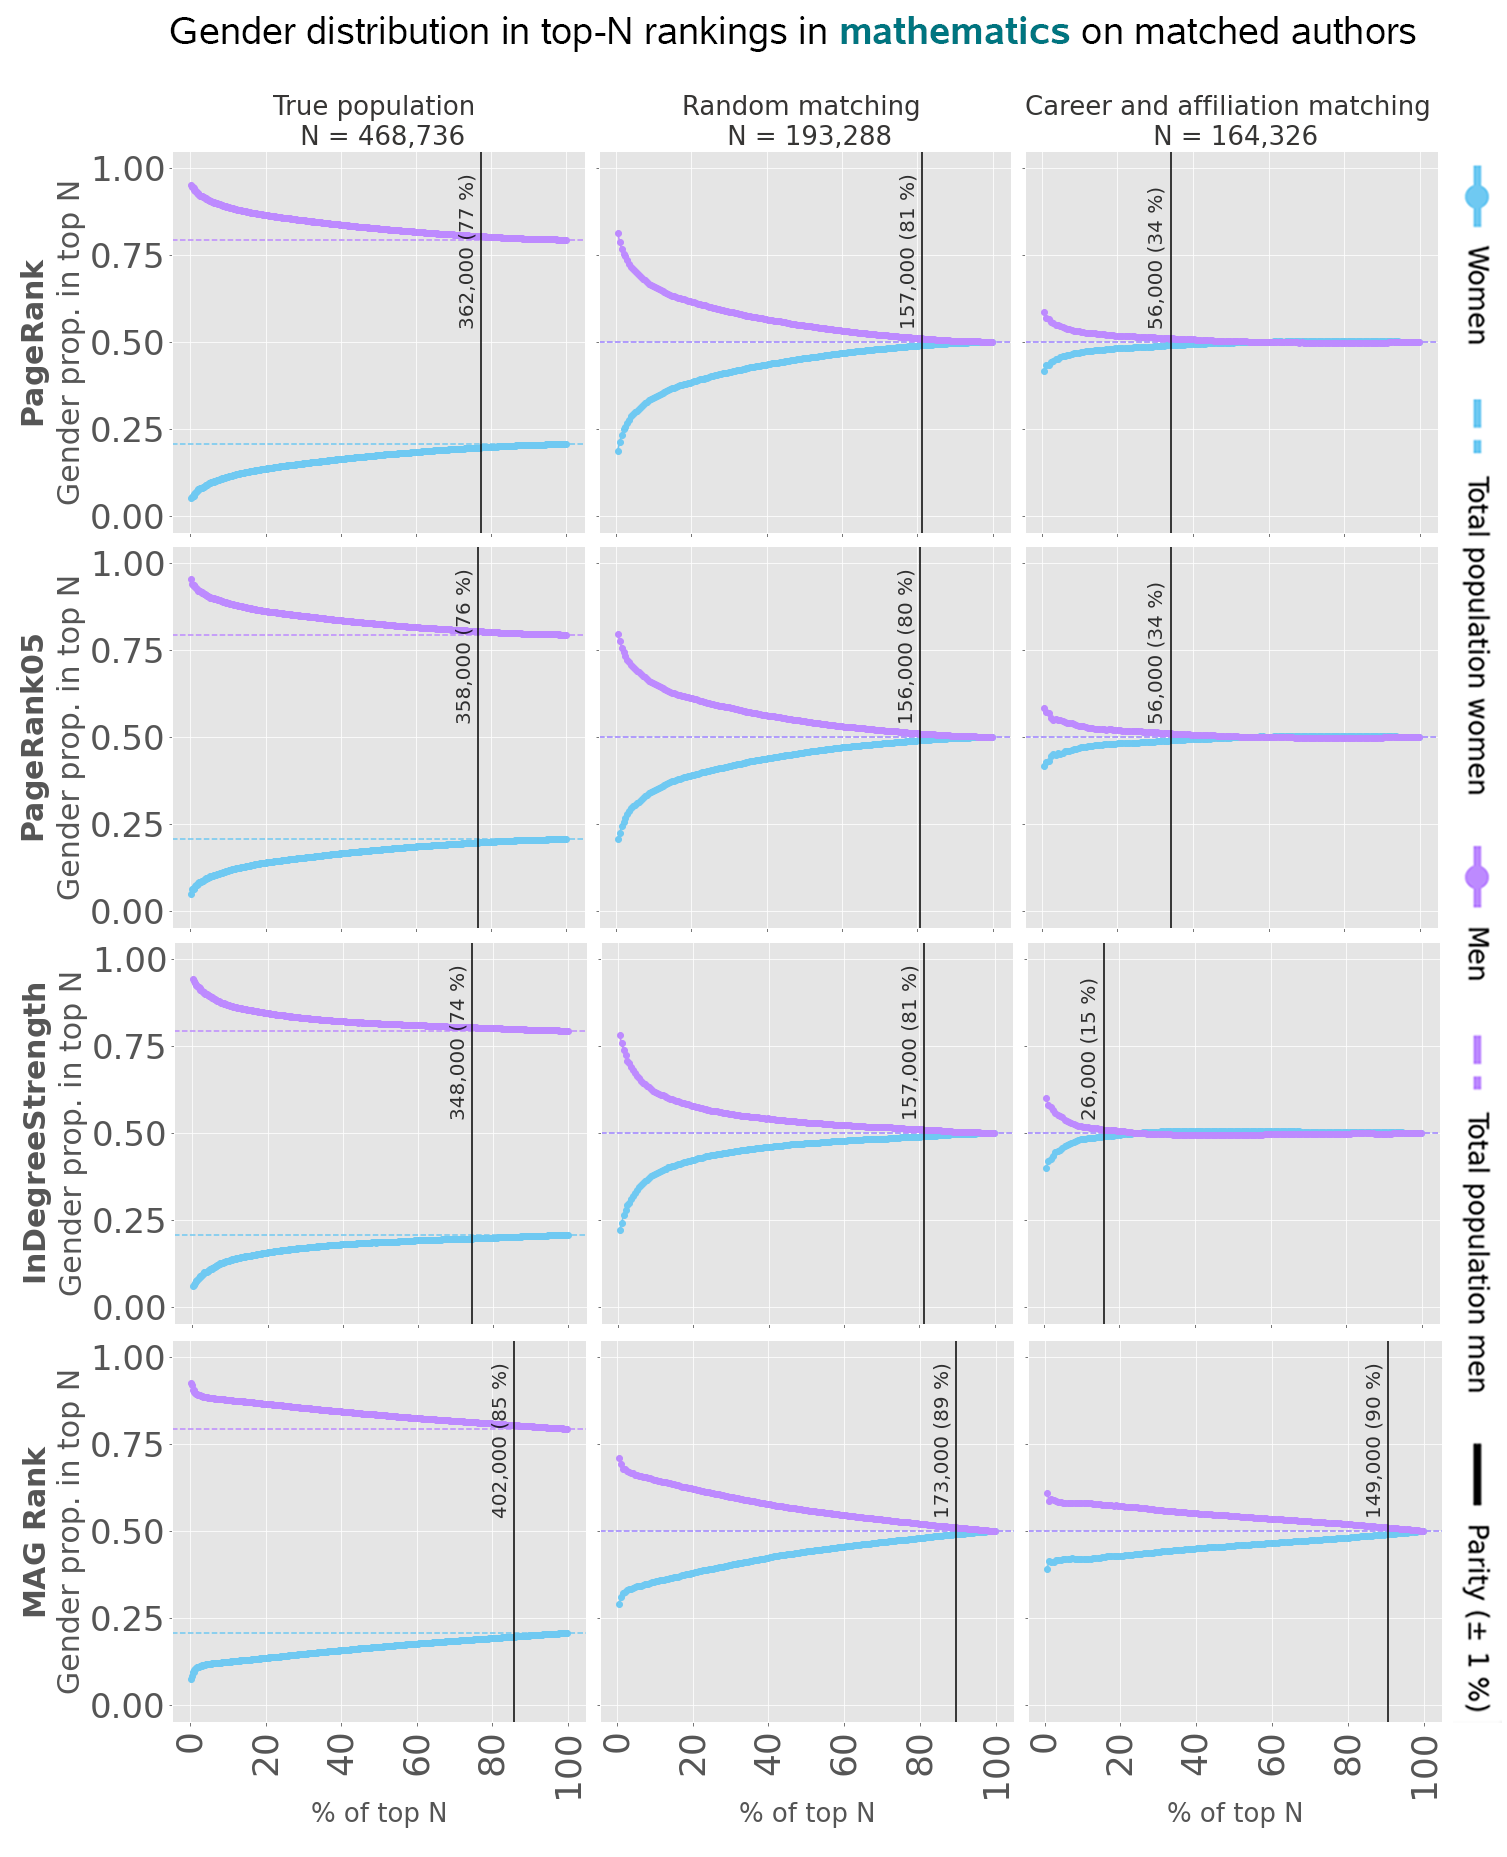 Gender distribution in top-N rankings in mathematics on matched authors
True population
N = 468,736
Random matching
N = 193,288
Career and affiliation matching
N = 164,326
PageRank
Gender prop. in top N
1.00
0.75
0.50
0.25
0.00
362,000 (77 %)
157,000 (81 %)
56,000 (34 %)
PageRank05
Gender prop. in top N
1.00
0.75
0.50
0.25
0.00
358,000 (76 %)
156,000 (80 %)
56,000 (34 %)
InDegreeStrength
Gender prop. in top N
1.00
0.75
0.50
0.25
0.00
348,000 (74 %)
157,000 (81 %)
26,000 (15 %)
MAG Rank
Gender prop. in top N
1.00
0.75
0.50
0.25
0.00
402,000 (85 %)
173,000 (89 %)
149,000 (90 %)
0 20 40 60 80 100
0 20 40 60 80 100
0 20 40 60 80 100
% of top N
% of top N
% of top N
Women
Total population women
Men
Total population men
Parity (± 1 %)